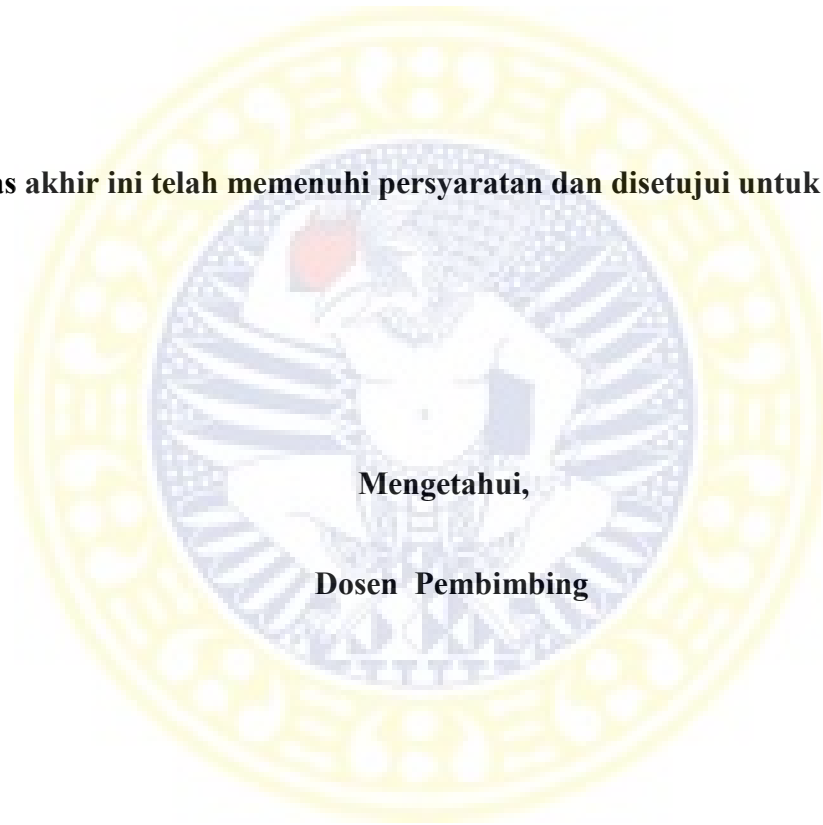 as akhir ini telah memenuhi persyaratan dan disetujui untuk
Mengetahui,
Dosen Pembimbing